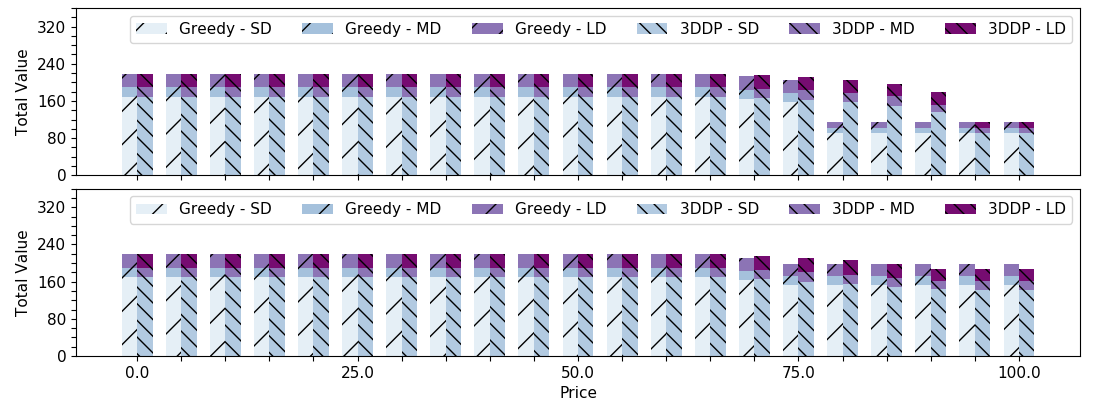 Greedy - SD Greedy - MD Greedy - LD 3DDP - SD 3DDP - MD 3DDP - LD
320
240
160
80
0
Total Value
Greedy - SD Greedy - MD Greedy - LD 3DDP - SD 3DDP - MD 3DDP - LD
320
240
160
80
0
Total Value
0.0 25.0 50.0 75.0 100.0
Price